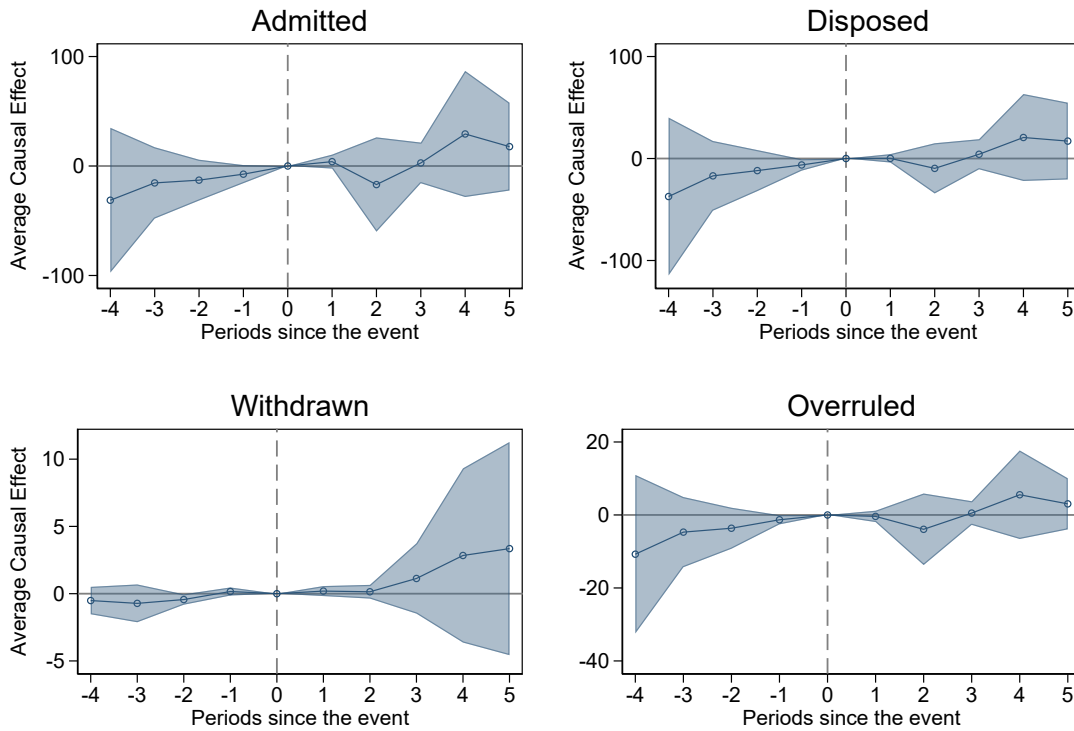 Admitted
Average Causal Effect
100
0
-100
-4 -3 -2 -1 0 1 2 3 4 5
Periods since the event
Disposed
Average Causal Effect
100
0
-100
-4 -3 -2 -1 0 1 2 3 4 5
Periods since the event
Withdrawn
Average Causal Effect
10
5
0
-5
-4 -3 -2 -1 0 1 2 3 4 5
Periods since the event
Overruled
20
0
-20
-40
-4 -3 -2 -1 0 1 2 3 4 5
Periods since the event